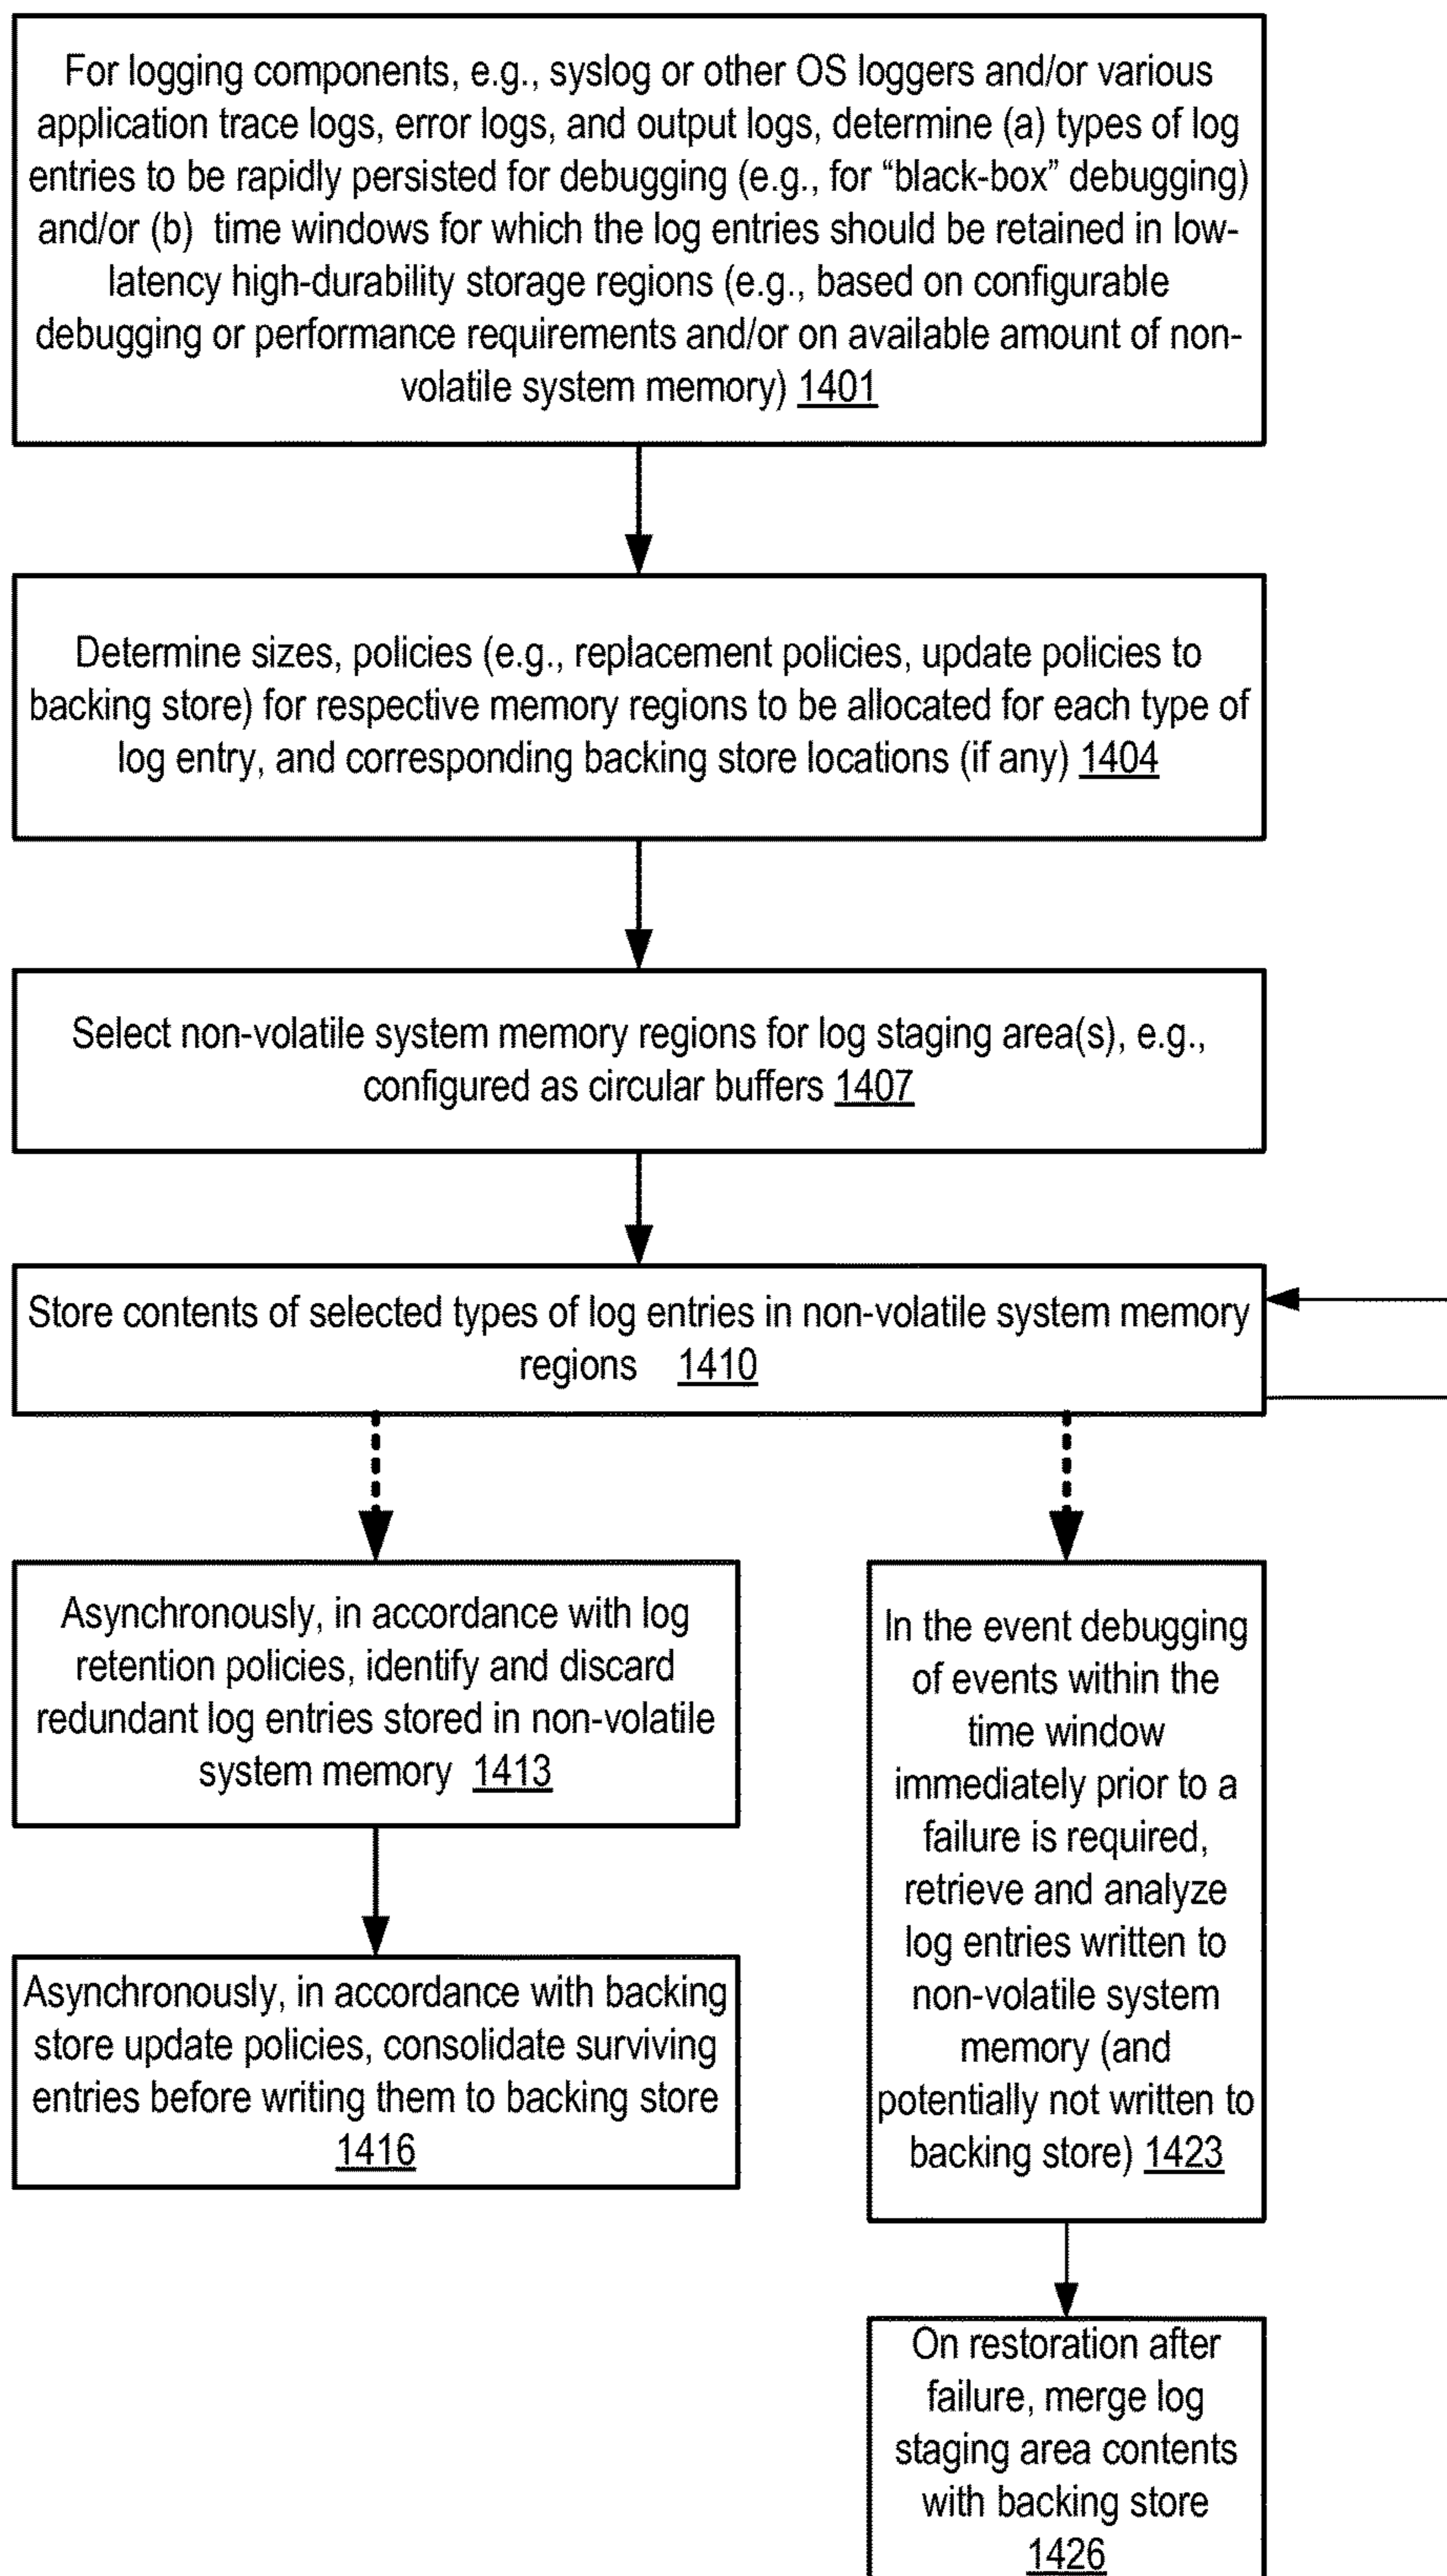 For logging components, e.g., syslog or other OS loggers and/or various
application trace logs, error logs, and output logs, determine (a) types of log
entries to be rapidly persisted for debugging (e.g., for “black-box” debugging)
and/or (b) time windows for which the log entries should be retained in low-
latency high-durability storage regions (e.g., based on configurable
debugging or performance requirements and/or on available amount of non-
volatile system memory) 1401
Determine sizes, policies (e.g., replacement policies, update policies to
backing store) for respective memory regions to be allocated for each type of
log entry, and corresponding backing store locations (if any) 1404
Select non-volatile system memory regions for log staging area(s), e.g.,
configured as circular buffers 1407
Store contents of selected types of log entries in non-volatile system memory
regions 1410
Asynchronously, in accordance with log
retention policies, identify and discard
redundant log entries stored in non-volatile
system memory 1413
Asynchronously, in accordance with backing
store update policies, consolidate surviving
entries before writing them to backing store
1416
In the event debugging
of events within the
time window
immediately prior to a
failure is required,
retrieve and analyze
log entries written to
non-volatile system
memory (and
potentially not written to
backing store) 1423
On restoration after
failure, merge log
staging area contents
with backing store
1426